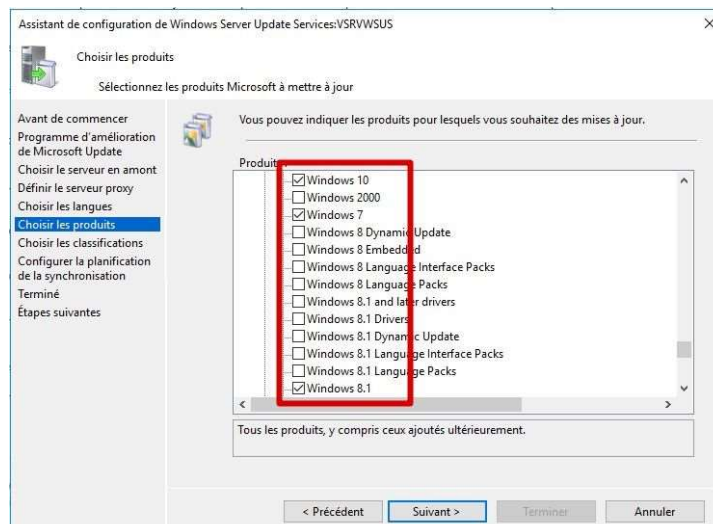 Assistant de configuration de Windows Server Update Services:VSRVWSUS
Choisir les produits
Sélectionnez les produits Microsoft à mettre à jour
Avant de commencer
Programme d'amélioration
de Microsoft Update
Choisir le serveur en amont
Définir le serveur proxy
Choisir les langues
Choisir les produits
Choisir les classifications
Configurer la planification
de la synchronisation
Terminé
Étapes suivantes
Vous pouvez indiquer les produits pour lesquels vous souhaitez des mises à jour.
Produits
Windows 10
Windows 2000
Windows 7
Windows 8 Dynamic Update
Windows 8 Embedded
Windows 8 Language Interface Packs
Windows 8 Language Packs
Windows 8.1 and later drivers
Windows 8.1 Drivers
Windows 8.1 Dynamic Update
Windows 8.1 Language Interface Packs
Windows 8.1 Language Packs
Windows 8.1
Tous les produits, y compris ceux ajoutés ultérieurement.
< Précédent
Suivant >
Terminer
Annuler